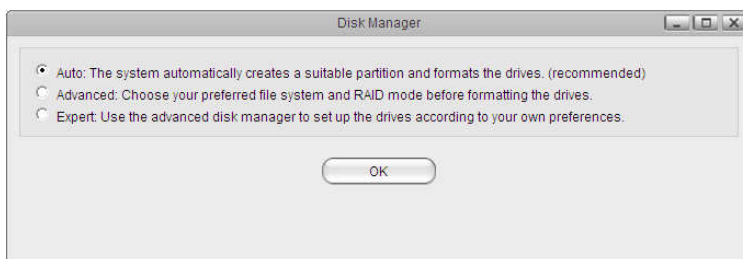 Disk Manager
Auto: The system automatically creates a suitable partition and formats the drives. (recommended)
Advanced: Choose your preferred file system and RAID mode before formatting the drives.
Expert: Use the advanced disk manager to set up the drives according to your own preferences.
OK